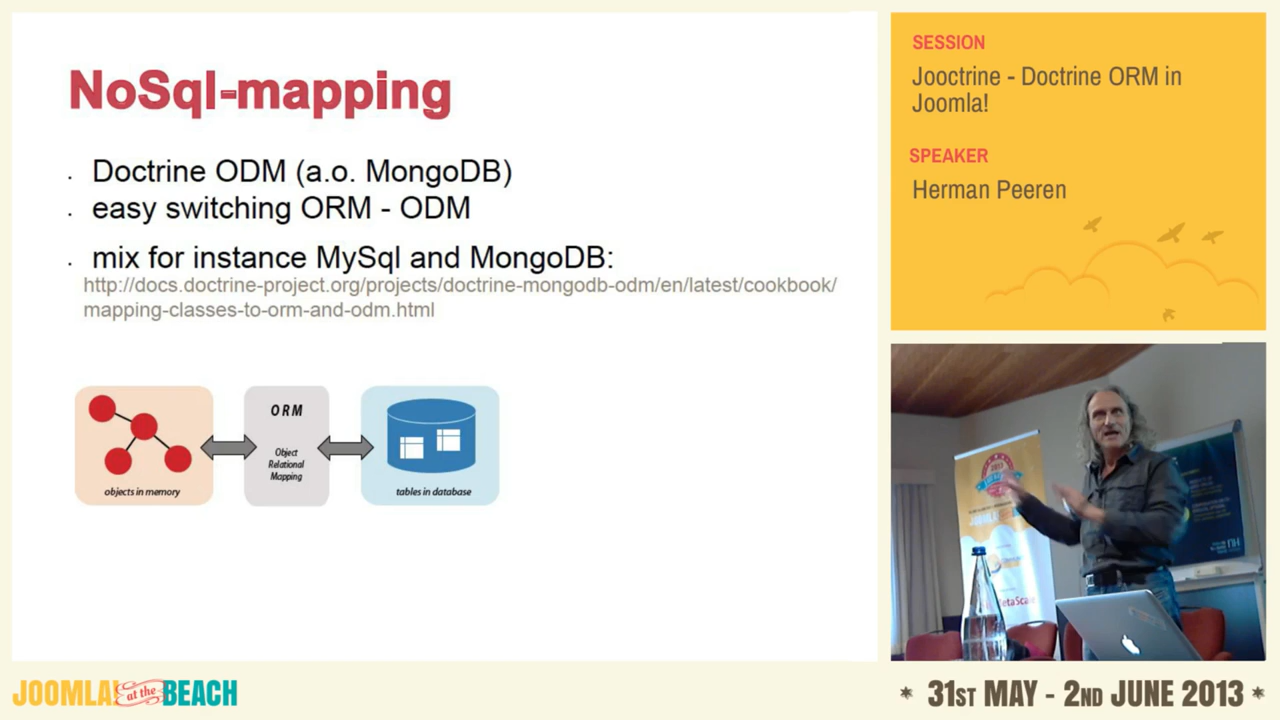 NoSql-mapping
· Doctrine ODM (a.o. MongoDB)
· easy switching ORM - ODM
· mix for instance MySql and MongoDB:
http://docs.doctrine-project.org/projects/doctrine-mongodb-odm/en/latest/cookbook/
mapping-classes-to-orm-and-odm.html
objects in memory
ORM
Object
Relational
Mapping
tables in database
SESSION
Jooctrine - Doctrine ORM in
Joomla!
SPEAKER
Herman Peeren
JOOMLA! at the BEACH
* 31ST MAY - 2ND JUNE 2013 *